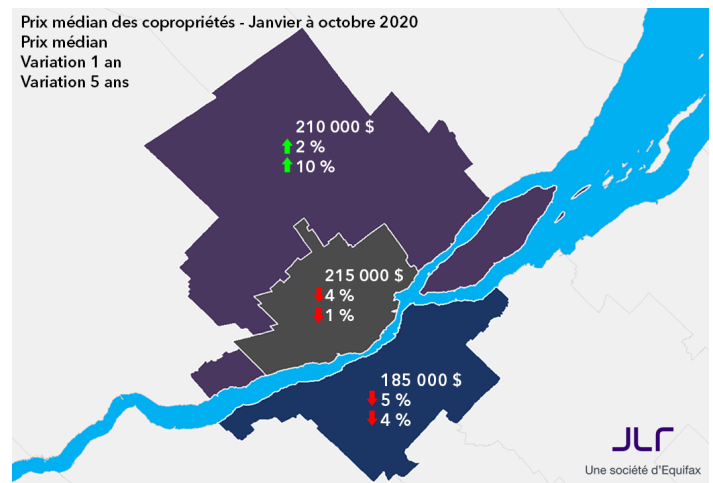 Prix médian des copropriétés - Janvier à octobre 2020
Prix médian
Variation 1 an
Variation 5 ans
210 000 $
2 %
10 %
215 000 $
4 %
1 %
185 000 $
5 %
4 %
JLR
Une société d'Equifax